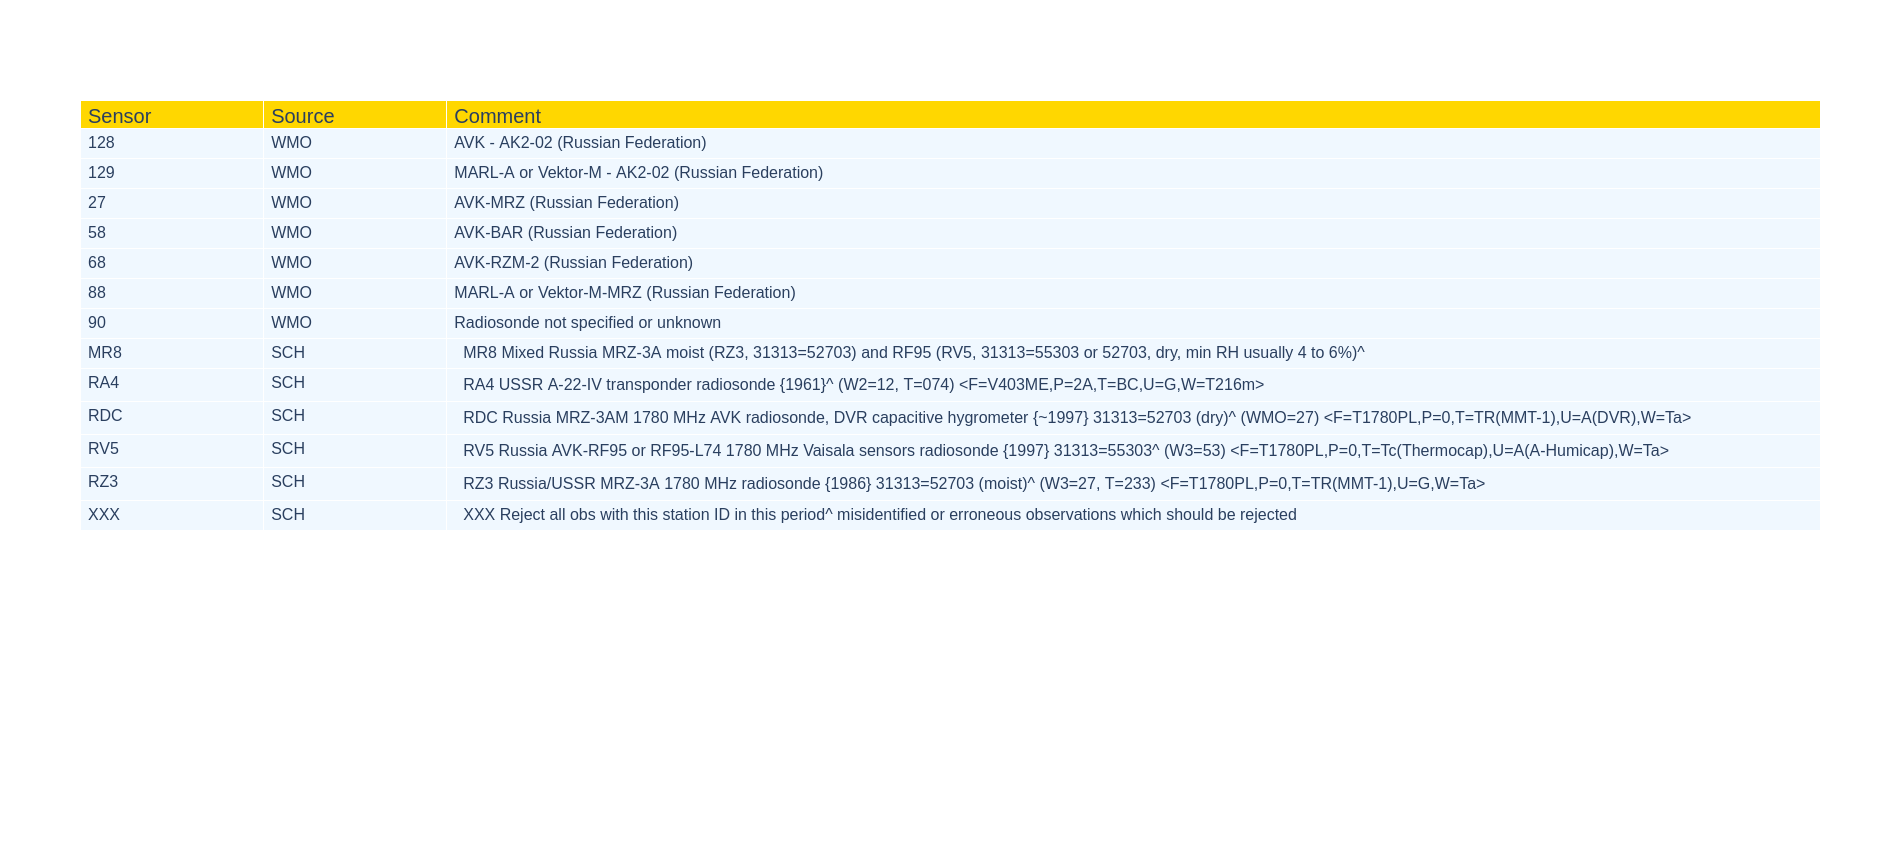 Sensor Source Comment
128 WMO AVK - AK2-02 (Russian Federation)
129 WMO MARL-A or Vektor-M - AK2-02 (Russian Federation)
27 WMO AVK-MRZ (Russian Federation)
58 WMO AVK-BAR (Russian Federation)
68 WMO AVK-RZM-2 (Russian Federation)
88 WMO MARL-A or Vektor-M-MRZ (Russian Federation)
90 WMO Radiosonde not specified or unknown
MR8 SCH MR8 Mixed Russia MRZ-3A moist (RZ3, 31313=52703) and RF95 (RV5, 31313=55303 or 52703, dry, min RH usually 4 to 6%)^
RA4 SCH RA4 USSR A-22-IV transponder radiosonde {1961}^ (W2=12, T=074) <F=V403ME,P=2A,T=BC,U=G,W=T216m>
RDC SCH RDC Russia MRZ-3AM 1780 MHz AVK radiosonde, DVR capacitive hygrometer {~1997} 31313=52703 (dry)^ (WMO=27) <F=T1780PL,P=0,T=TR(MMT-1),U=A(DVR),W=Ta>
RV5 SCH RV5 Russia AVK-RF95 or RF95-L74 1780 MHz Vaisala sensors radiosonde {1997} 31313=55303^ (W3=53) <F=T1780PL,P=0,T=Tc(Thermocap),U=A(A-Humicap),W=Ta>
RZ3 SCH RZ3 Russia/USSR MRZ-3A 1780 MHz radiosonde {1986} 31313=52703 (moist)^ (W3=27, T=233) <F=T1780PL,P=0,T=TR(MMT-1),U=G,W=Ta>
XXX SCH XXX Reject all obs with this station ID in this period^ misidentified or erroneous observations which should be rejected